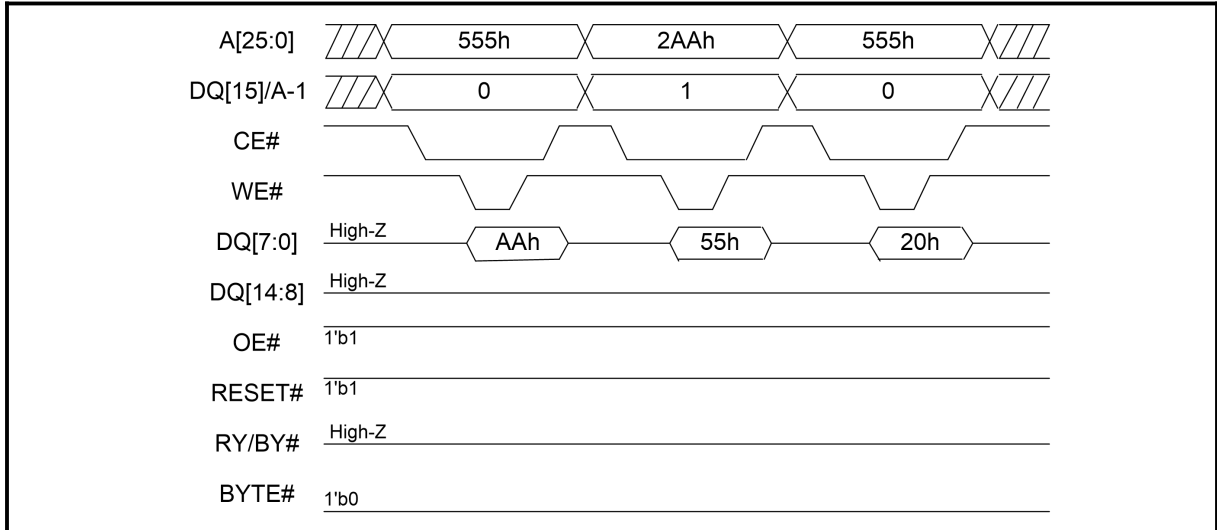 A[25:0] 555h 2AAh 555h
DQ[15]/A-1 0 1 0
CE#
WE#
DQ[7:0] High-Z AAh 55h 20h
DQ[14:8] High-Z
OE# 1'b1
RESET# 1'b1
RY/BY# High-Z
BYTE# 1'b0